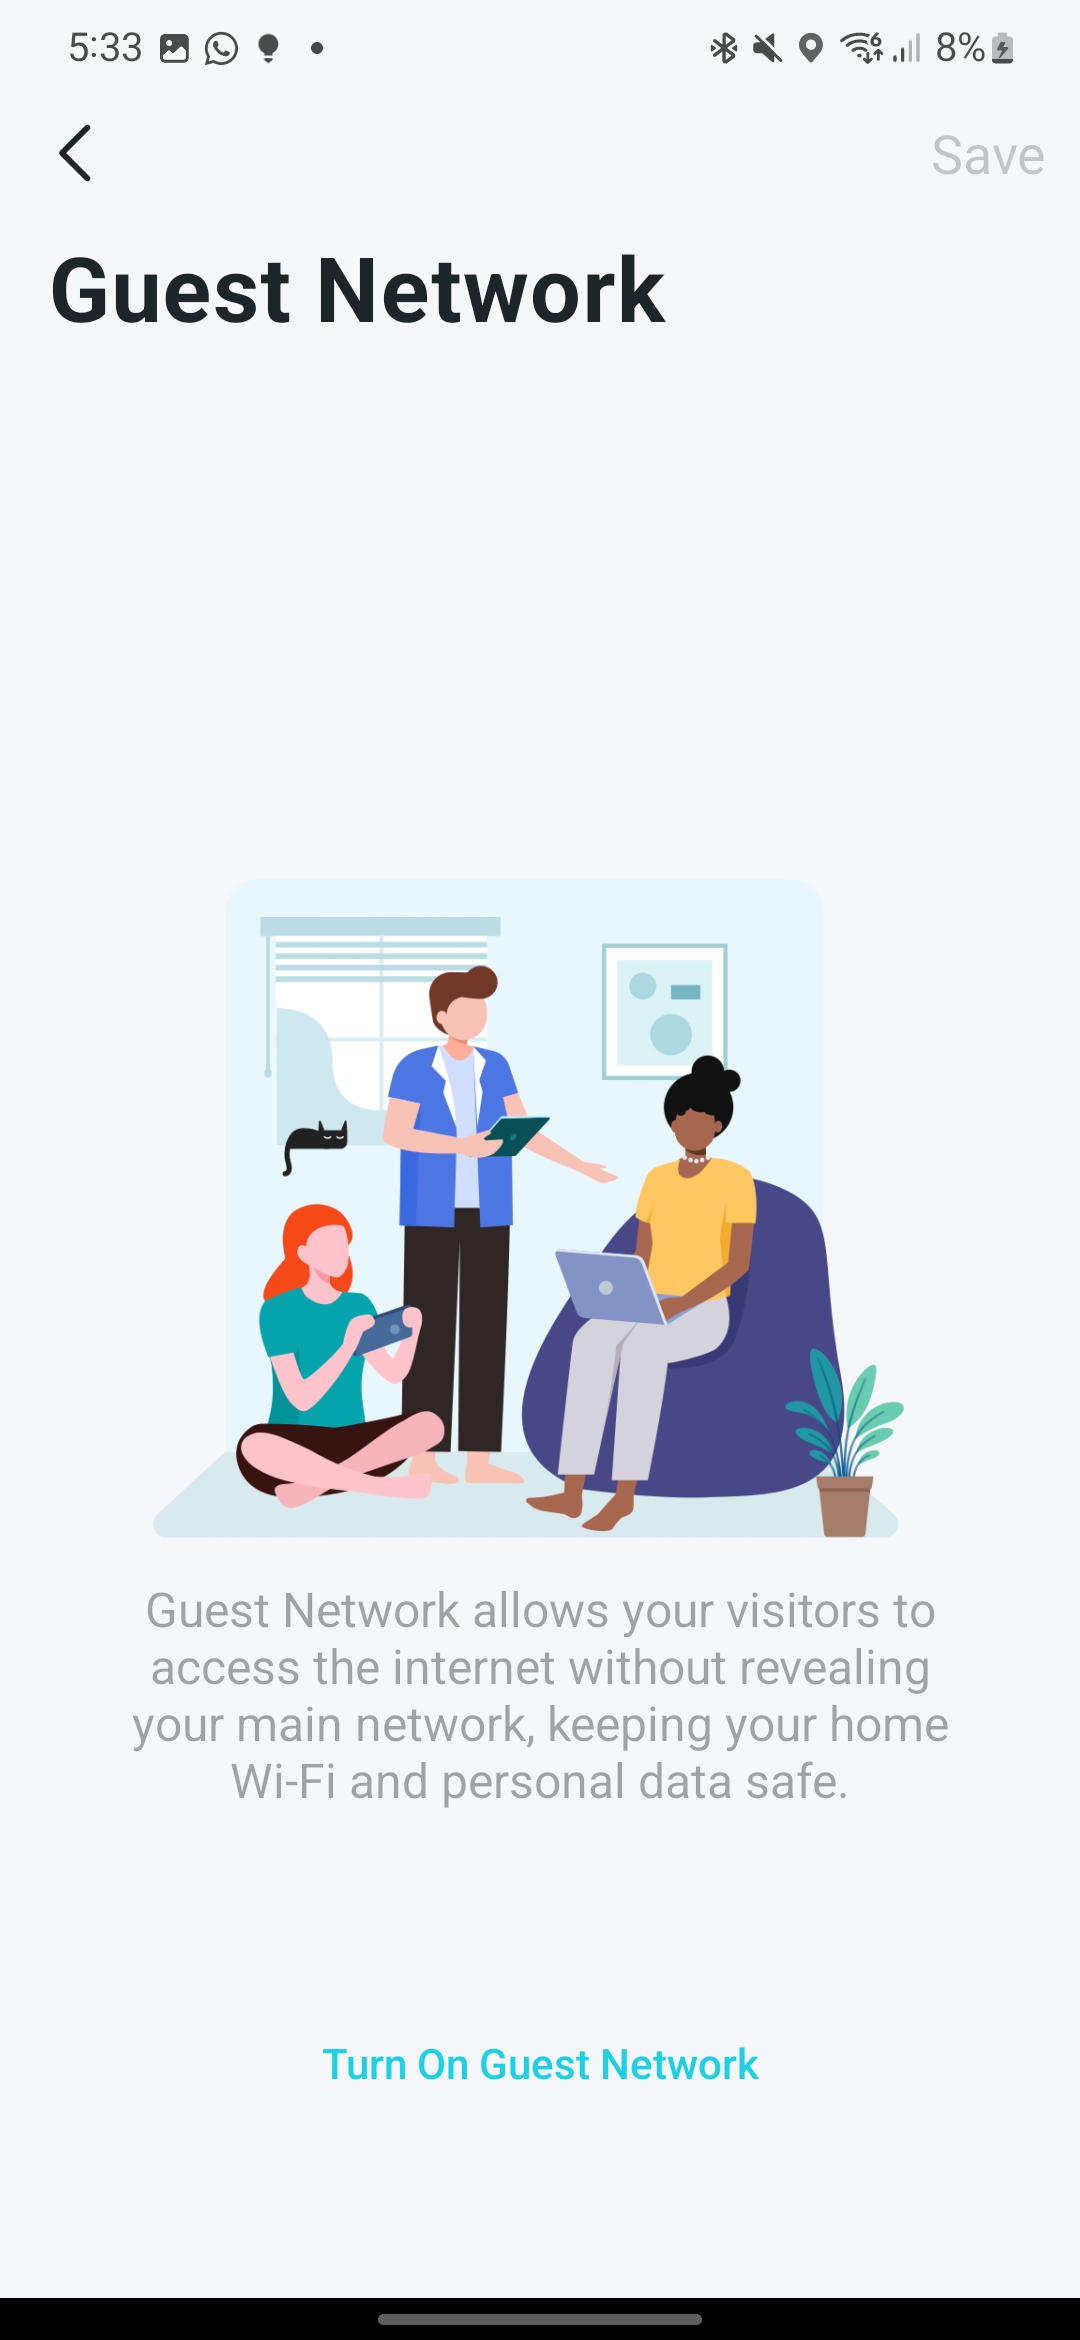 5:33
8%
Save
Guest Network
Guest Network allows your visitors to
access the internet without revealing
your main network, keeping your home
Wi-Fi and personal data safe.
Turn On Guest Network